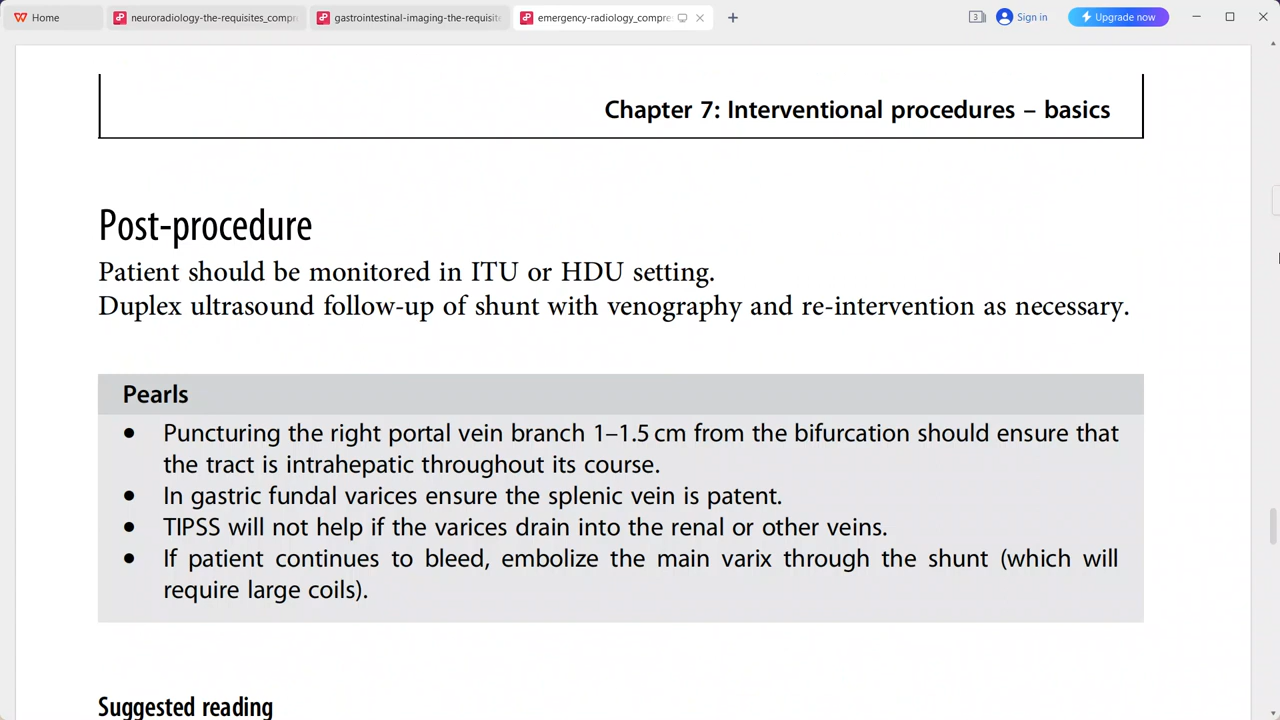 Home
neuroradiology-the-requisites_compr
gastrointestinal-imaging-the-requisite
emergency-radiology_compre
3
Sign in
Upgrade now
Chapter 7: Interventional procedures – basics
Post-procedure
Patient should be monitored in ITU or HDU setting.
Duplex ultrasound follow-up of shunt with venography and re-intervention as necessary.
Pearls
● Puncturing the right portal vein branch 1–1.5 cm from the bifurcation should ensure that
the tract is intrahepatic throughout its course.
● In gastric fundal varices ensure the splenic vein is patent.
● TIPSS will not help if the varices drain into the renal or other veins.
● If patient continues to bleed, embolize the main varix through the shunt (which will
require large coils).
Suggested reading